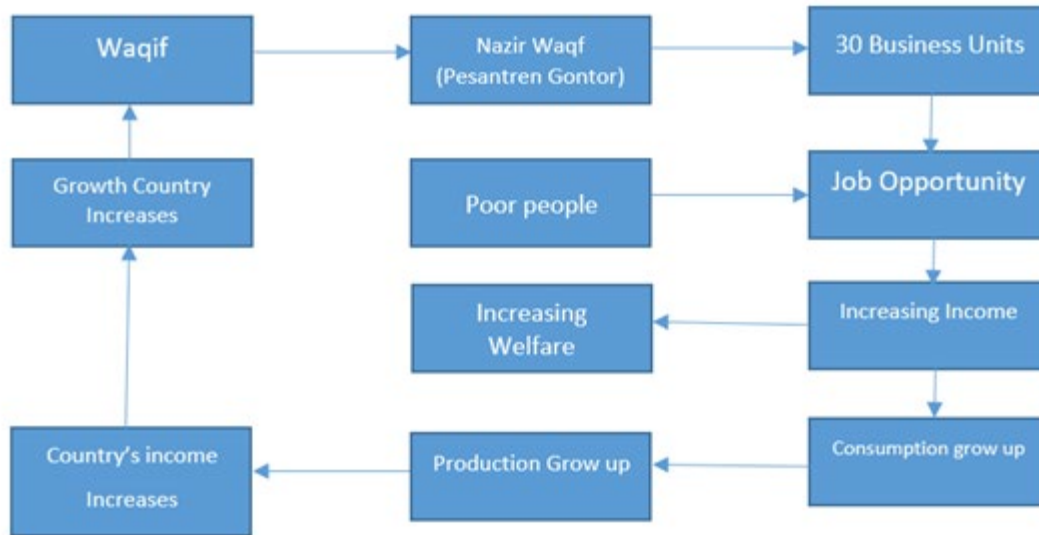 Waqif
Nazir Waqf
(Pesantren Gontor)
30 Business Units
Growth Country
Increases
Poor people
Job Opportunity
Increasing
Welfare
Increasing Income
Country’s income
Increases
Production Grow up
Consumption grow up